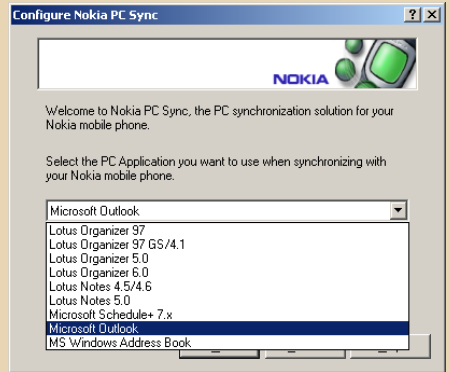 Configure Nokia PC Sync
NOKIA
Welcome to Nokia PC Sync, the PC synchronization solution for your
Nokia mobile phone.
Select the PC Application you want to use when synchronizing with
your Nokia mobile phone.
Microsoft Outlook
Lotus Organizer 97
Lotus Organizer 97 GS/4.1
Lotus Organizer 5.0
Lotus Organizer 6.0
Lotus Notes 4.5/4.6
Lotus Notes 5.0
Microsoft Schedule+ 7.x
Microsoft Outlook
MS Windows Address Book